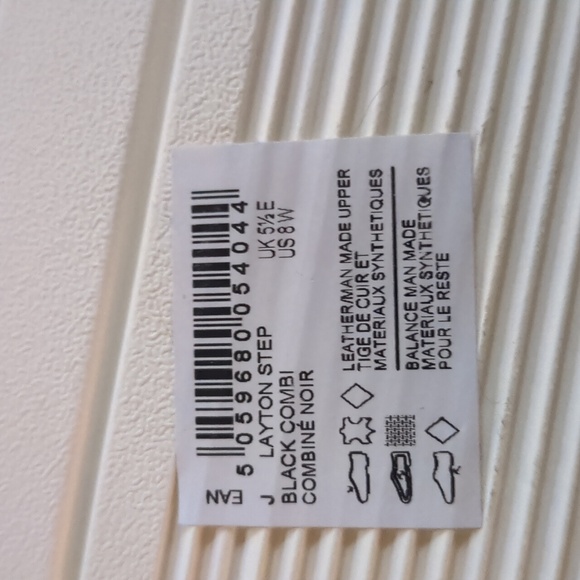 EAN
5 059680 054044
J LAYTON STEP UK 5½ E
BLACK COMBI US 8 W
COMBINÉ NOIR
LEATHER/MAN MADE UPPER
TIGE DE CUIR ET
MATERIAUX SYNTHETIQUES
BALANCE MAN MADE
MATERIAUX SYNTHETIQUES
POUR LE RESTE